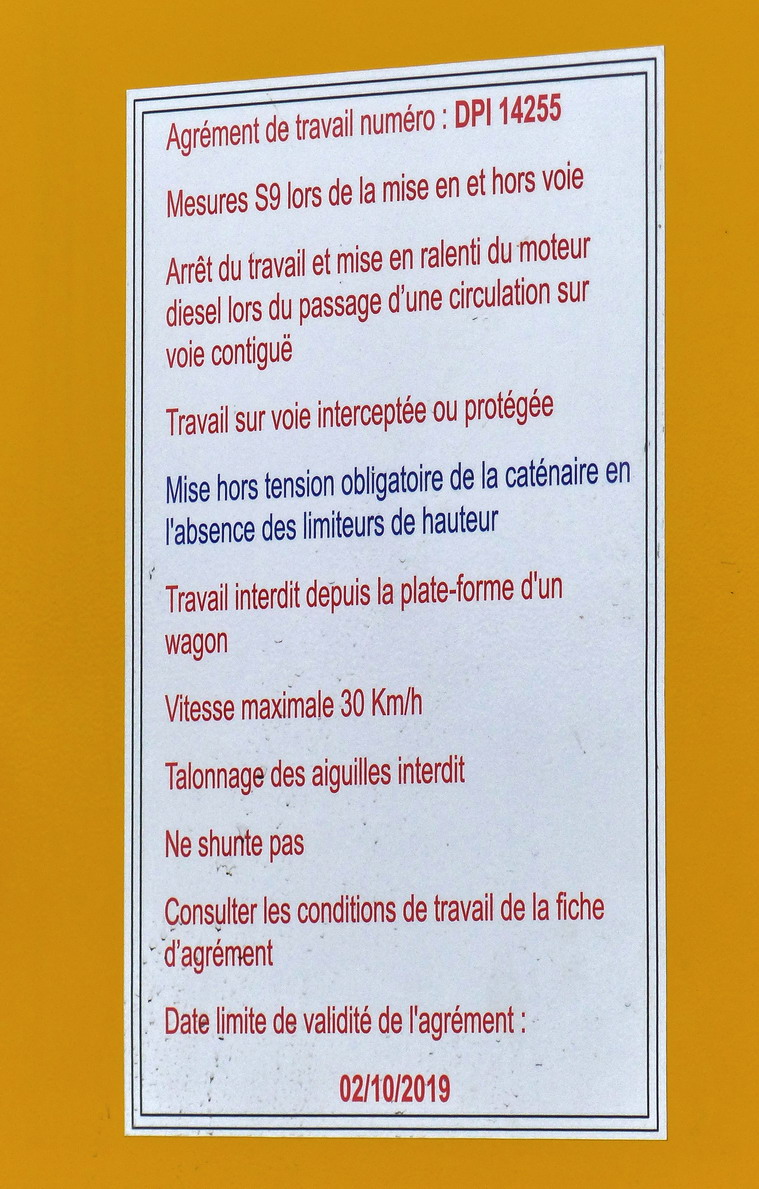 Agrément de travail numéro : DPI 14255
Mesures S9 lors de la mise en et hors voie
Arrêt du travail et mise en ralenti du moteur
diesel lors du passage d’une circulation sur
voie contiguë
Travail sur voie interceptée ou protégée
Mise hors tension obligatoire de la caténaire en
l'absence des limiteurs de hauteur
Travail interdit depuis la plate-forme d'un
wagon
Vitesse maximale 30 Km/h
Talonnage des aiguilles interdit
Ne shunte pas
Consulter les conditions de travail de la fiche
d’agrément
Date limite de validité de l'agrément :
02/10/2019